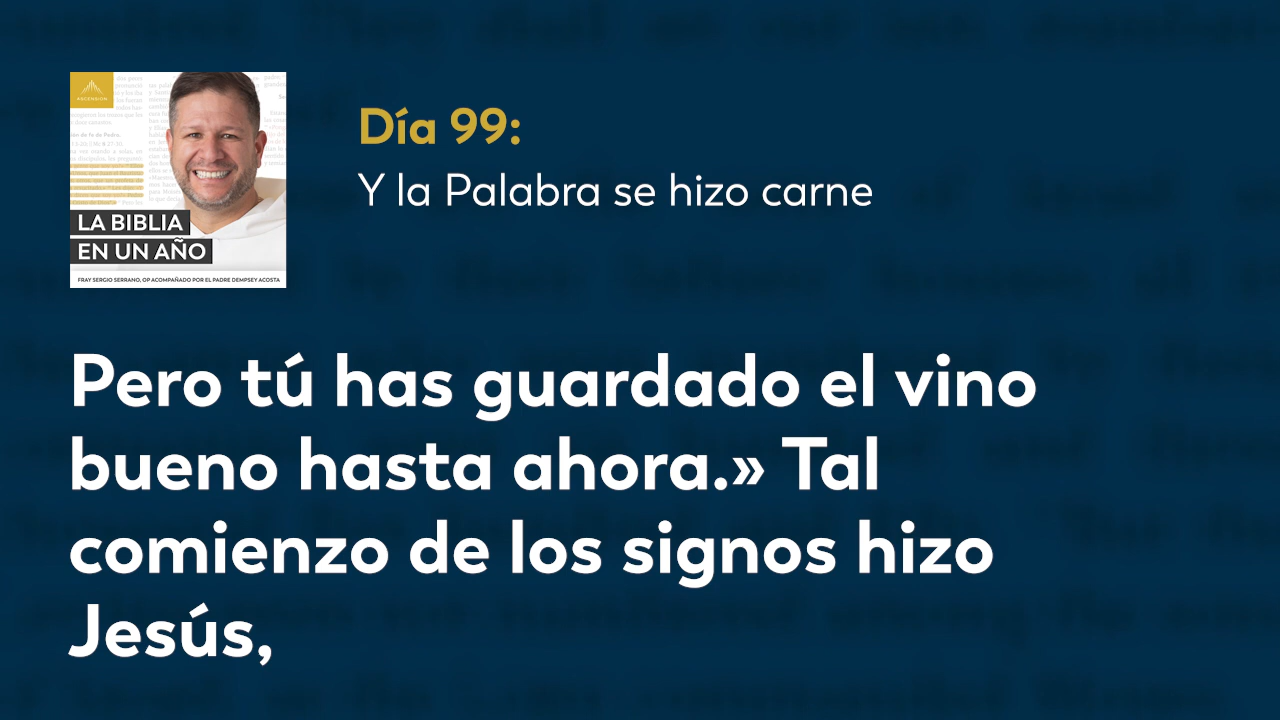 ASCENSION
LA BIBLIA
EN UN AÑO
FRAY SERGIO SERRANO, OP ACOMPAÑADO POR EL PADRE DEMPSEY ACOSTA
Día 99:
Y la Palabra se hizo carne
Pero tú has guardado el vino
bueno hasta ahora.» Tal
comienzo de los signos hizo
Jesús,